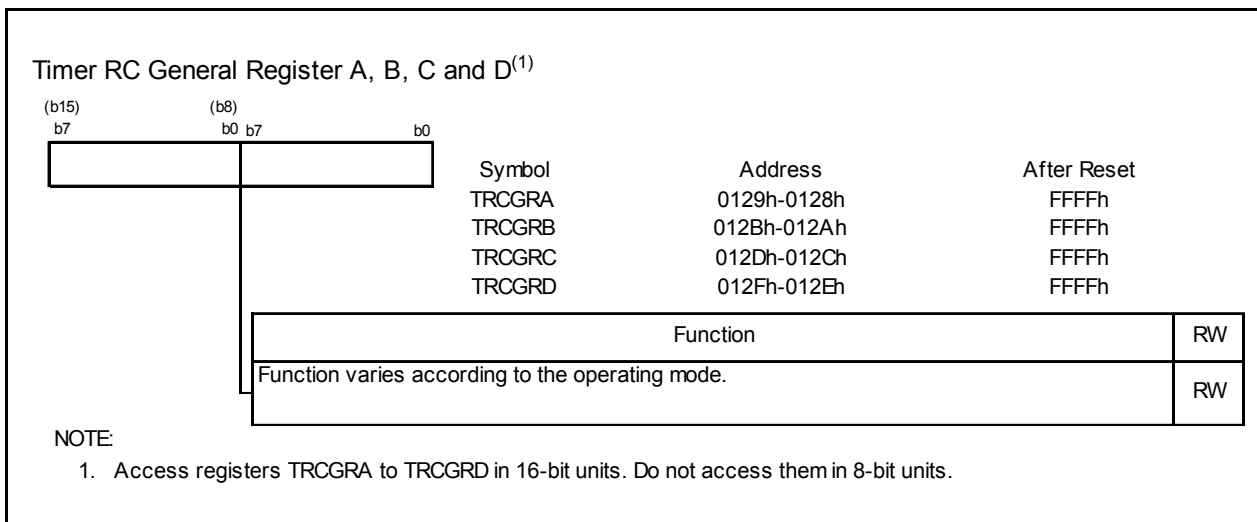 Timer RC General Register A, B, C and D(1)
(b15) (b8)
b7 b0 b7 b0
Symbol Address After Reset
TRCGRA 0129h-0128h FFFFh
TRCGRB 012Bh-012Ah FFFFh
TRCGRC 012Dh-012Ch FFFFh
TRCGRD 012Fh-012Eh FFFFh
Function RW
Function varies according to the operating mode. RW
NOTE:
1. Access registers TRCGRA to TRCGRD in 16-bit units. Do not access them in 8-bit units.